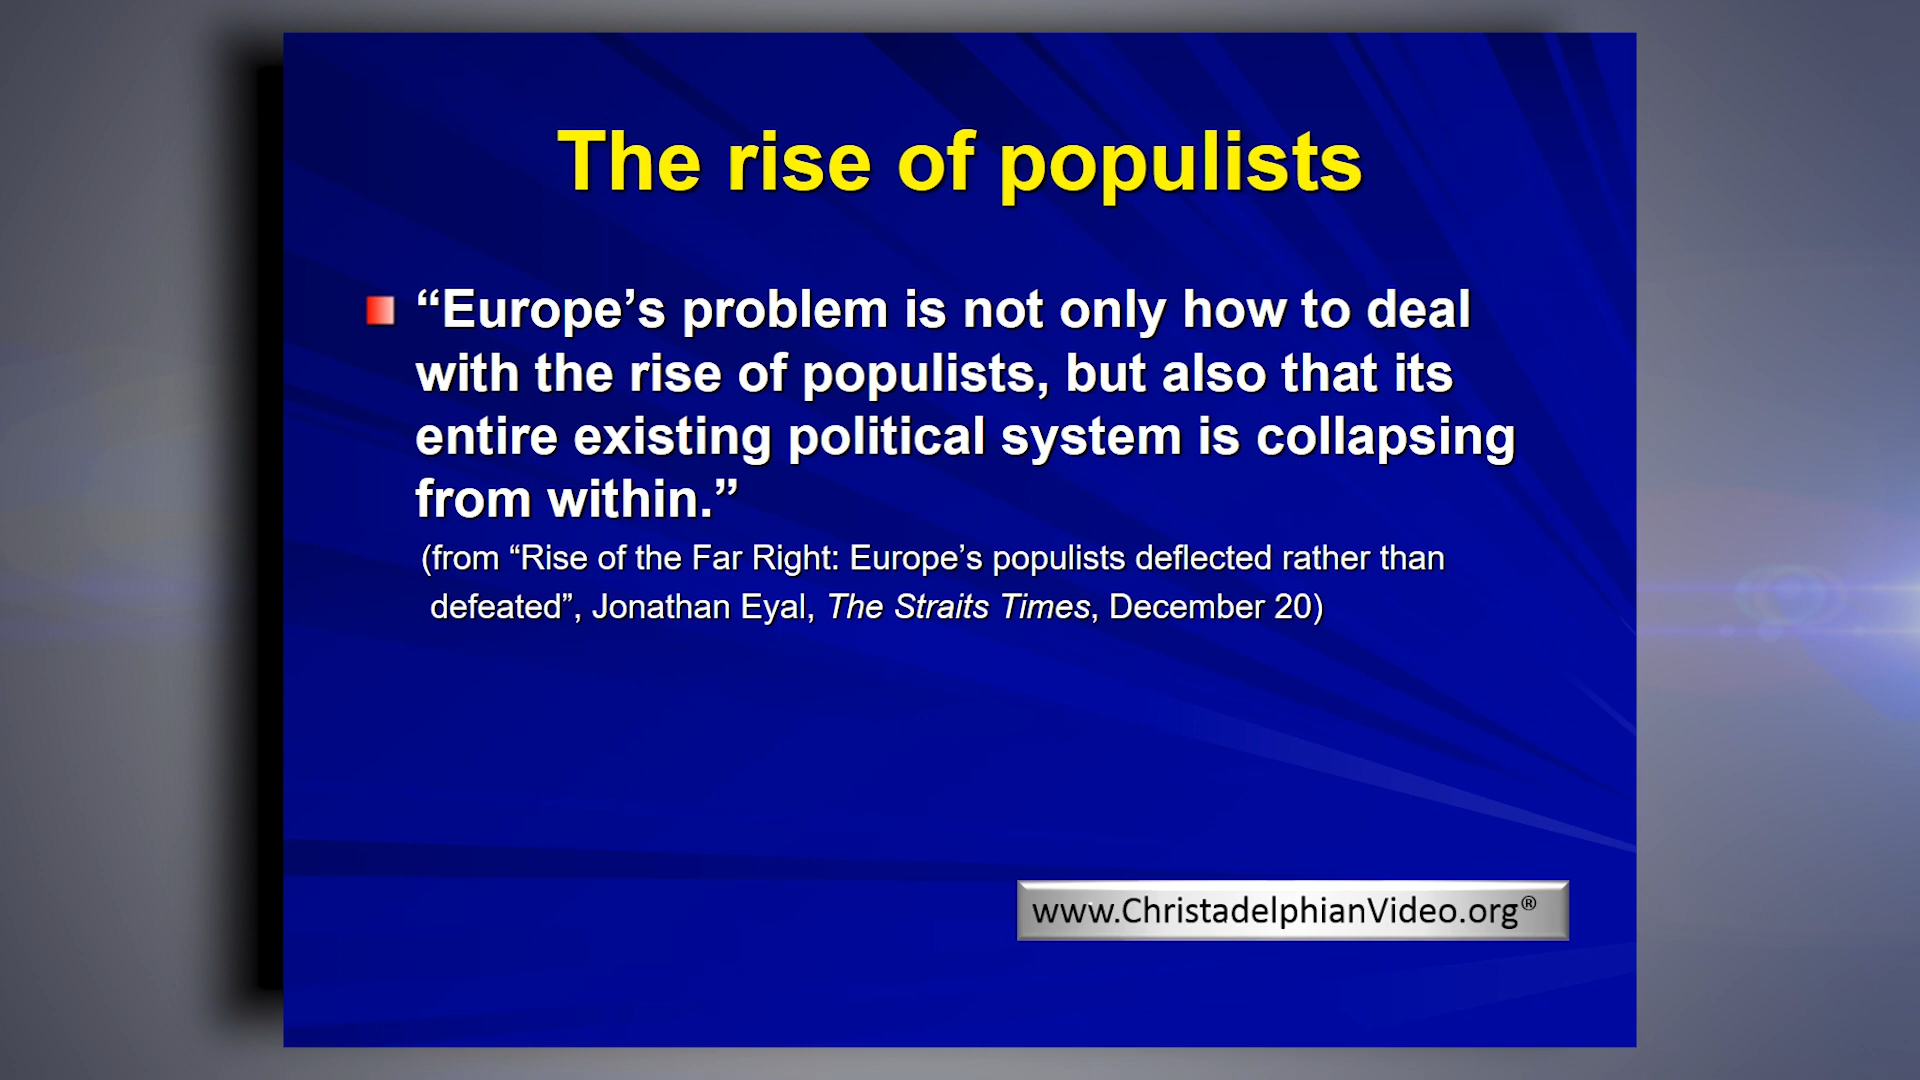 The rise of populists
“Europe’s problem is not only how to deal
with the rise of populists, but also that its
entire existing political system is collapsing
from within.”
(from “Rise of the Far Right: Europe’s populists deflected rather than
defeated”, Jonathan Eyal, The Straits Times, December 20)
www.ChristadelphianVideo.org®